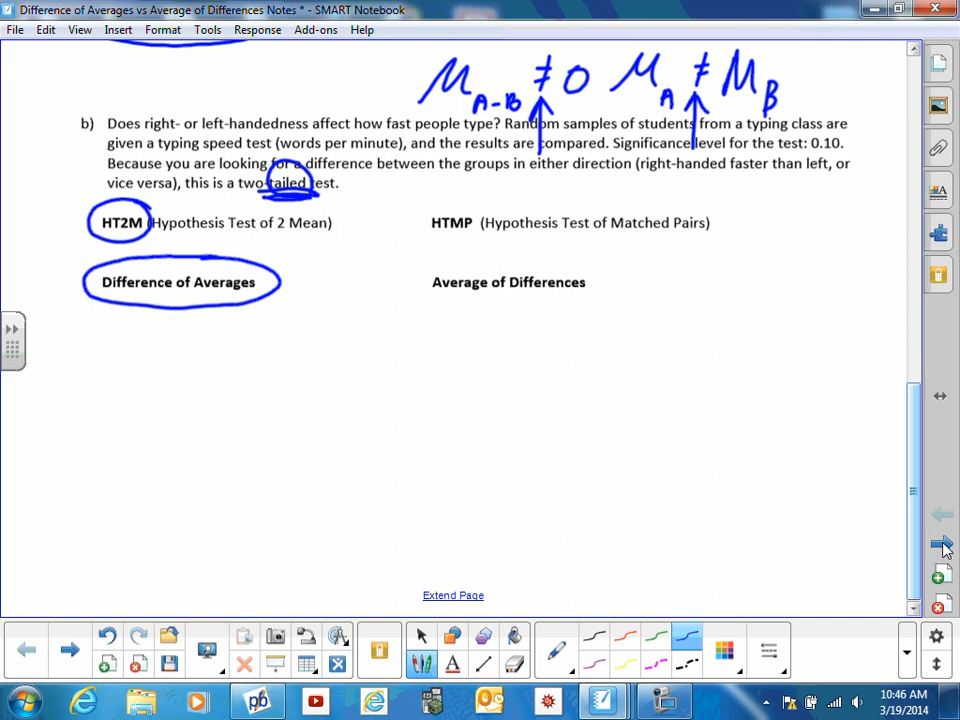 Difference of Averages vs Average of Differences Notes * - SMART Notebook
File Edit View Insert Format Tools Response Add-ons Help
μA-B ≠ 0 μA ≠ μB
b) Does right- or left-handedness affect how fast people type? Random samples of students from a typing class are
given a typing speed test (words per minute), and the results are compared. Significance level for the test: 0.10.
Because you are looking for a difference between the groups in either direction (right-handed faster than left, or
vice versa), this is a two-tailed test.
HT2M (Hypothesis Test of 2 Mean) HTMP (Hypothesis Test of Matched Pairs)
Difference of Averages Average of Differences
Extend Page
10:46 AM
3/19/2014